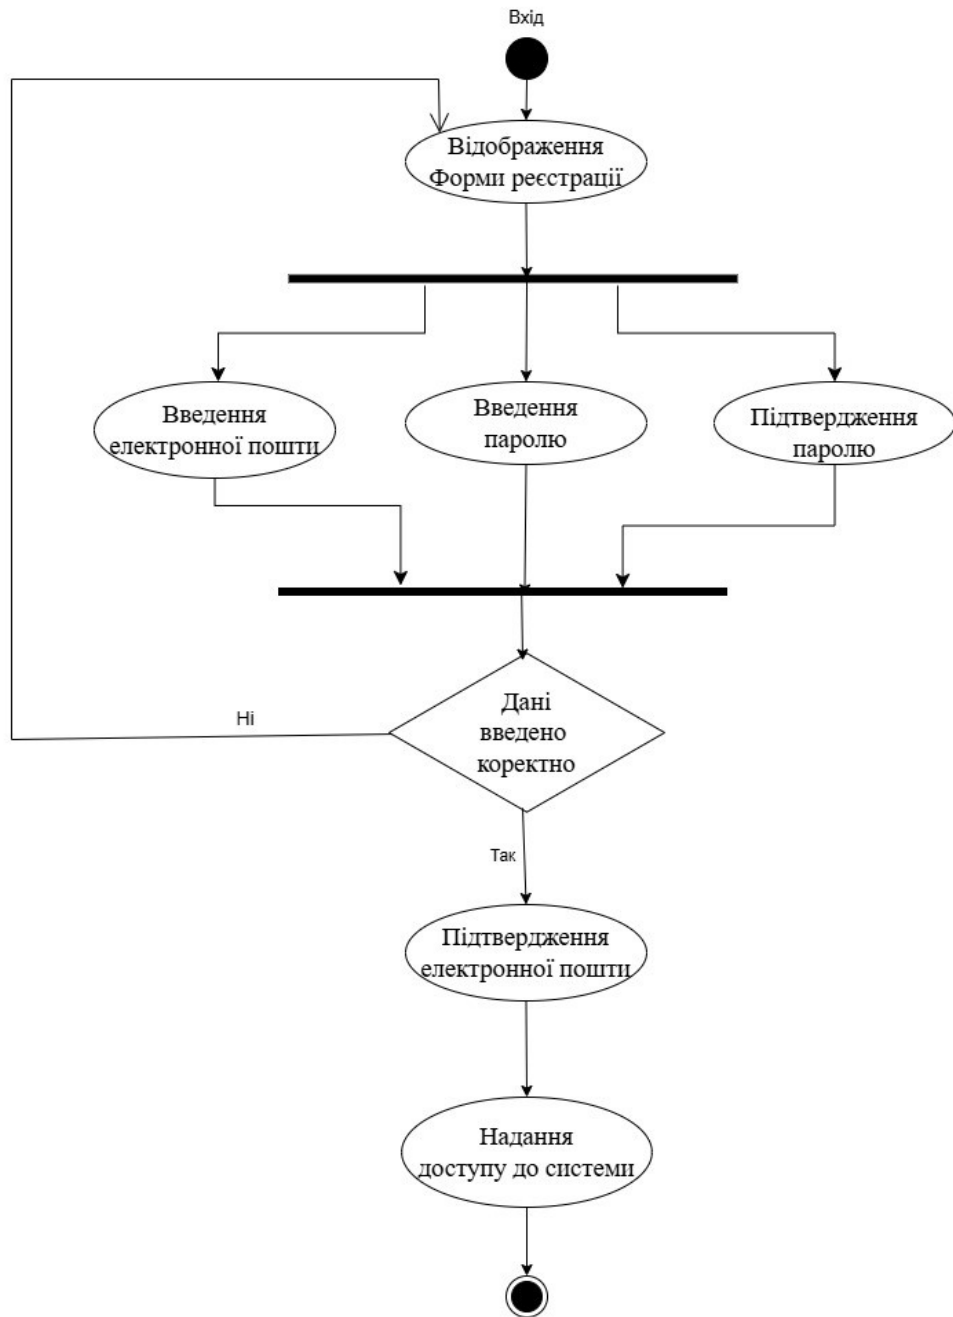 Вхід
Відображення
Форми реєстрації
Введення
електронної пошти
Введення
паролю
Підтвердження
паролю
Дані
введено
коректно
Ні
Так
Підтвердження
електронної пошти
Надання
доступу до системи